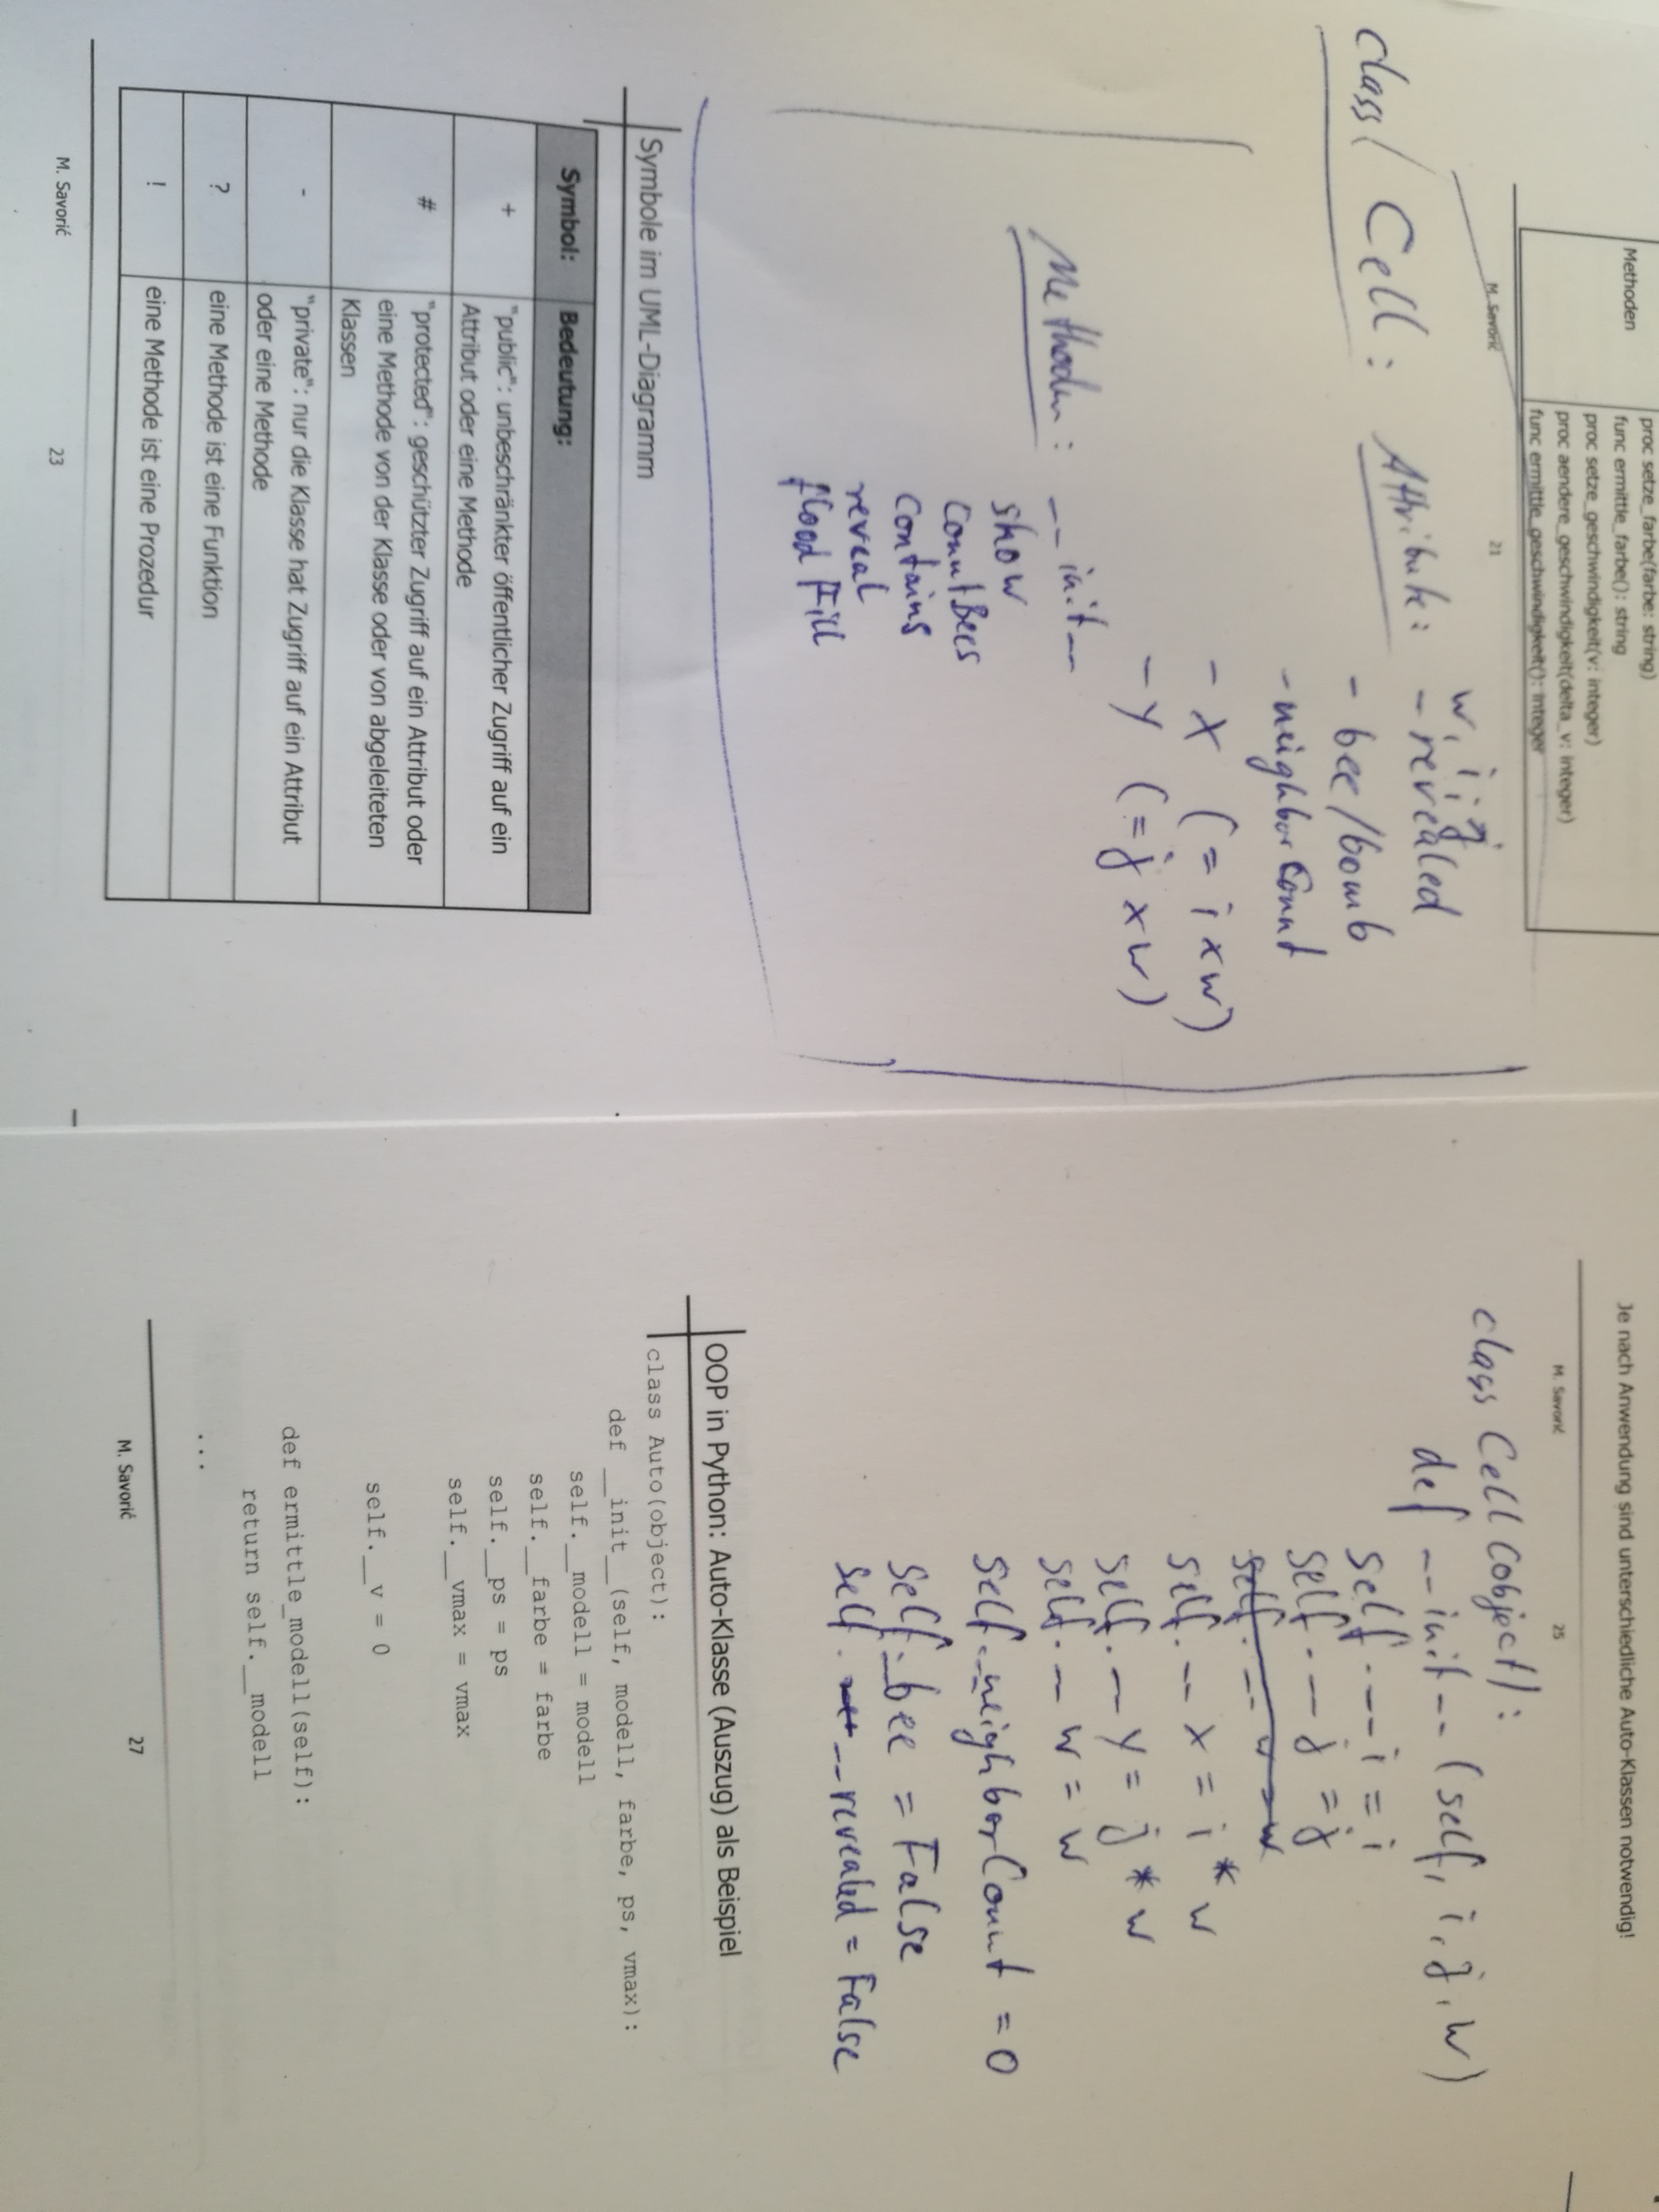 Methoden
proc setze_farbe(farbe: string)
func ermittle_farbe(): string
proc setze_geschwindigkeit(v: integer)
proc aendere_geschwindigkeit(delta_v: integer)
func ermittle_geschwindigkeit(): integer
M. Savorić 21
class/ Cell: Attribute: w, i, j
- revealed
- bee/bomb
- neighborCount
- x (= i x w)
- y (= j x w)
Methoden: __init__
show
countBees
contains
reveal
floodFill
Symbole im UML-Diagramm
Symbol: Bedeutung:
+ "public": unbeschränkter öffentlicher Zugriff auf ein
Attribut oder eine Methode
# "protected": geschützter Zugriff auf ein Attribut oder
eine Methode von der Klasse oder von abgeleiteten
Klassen
- "private": nur die Klasse hat Zugriff auf ein Attribut
oder eine Methode
? eine Methode ist eine Funktion
! eine Methode ist eine Prozedur
M. Savorić 23
Je nach Anwendung sind unterschiedliche Auto-Klassen notwendig!
M. Savorić 25
class Cell (object):
def __init__ (self, i, j, w)
self.__i = i
self.__j = j
self.__w = w
self.__x = i * w
self.__y = j * w
self.__w = w
self.__neighborCount = 0
self.__bee = False
self.__revealed = False
OOP in Python: Auto-Klasse (Auszug) als Beispiel
class Auto(object):
def __init__(self, modell, farbe, ps, vmax):
self.__modell = modell
self.__farbe = farbe
self.__ps = ps
self.__vmax = vmax
self.__v = 0
def ermittle_modell(self):
return self.__modell
...
M. Savorić 27